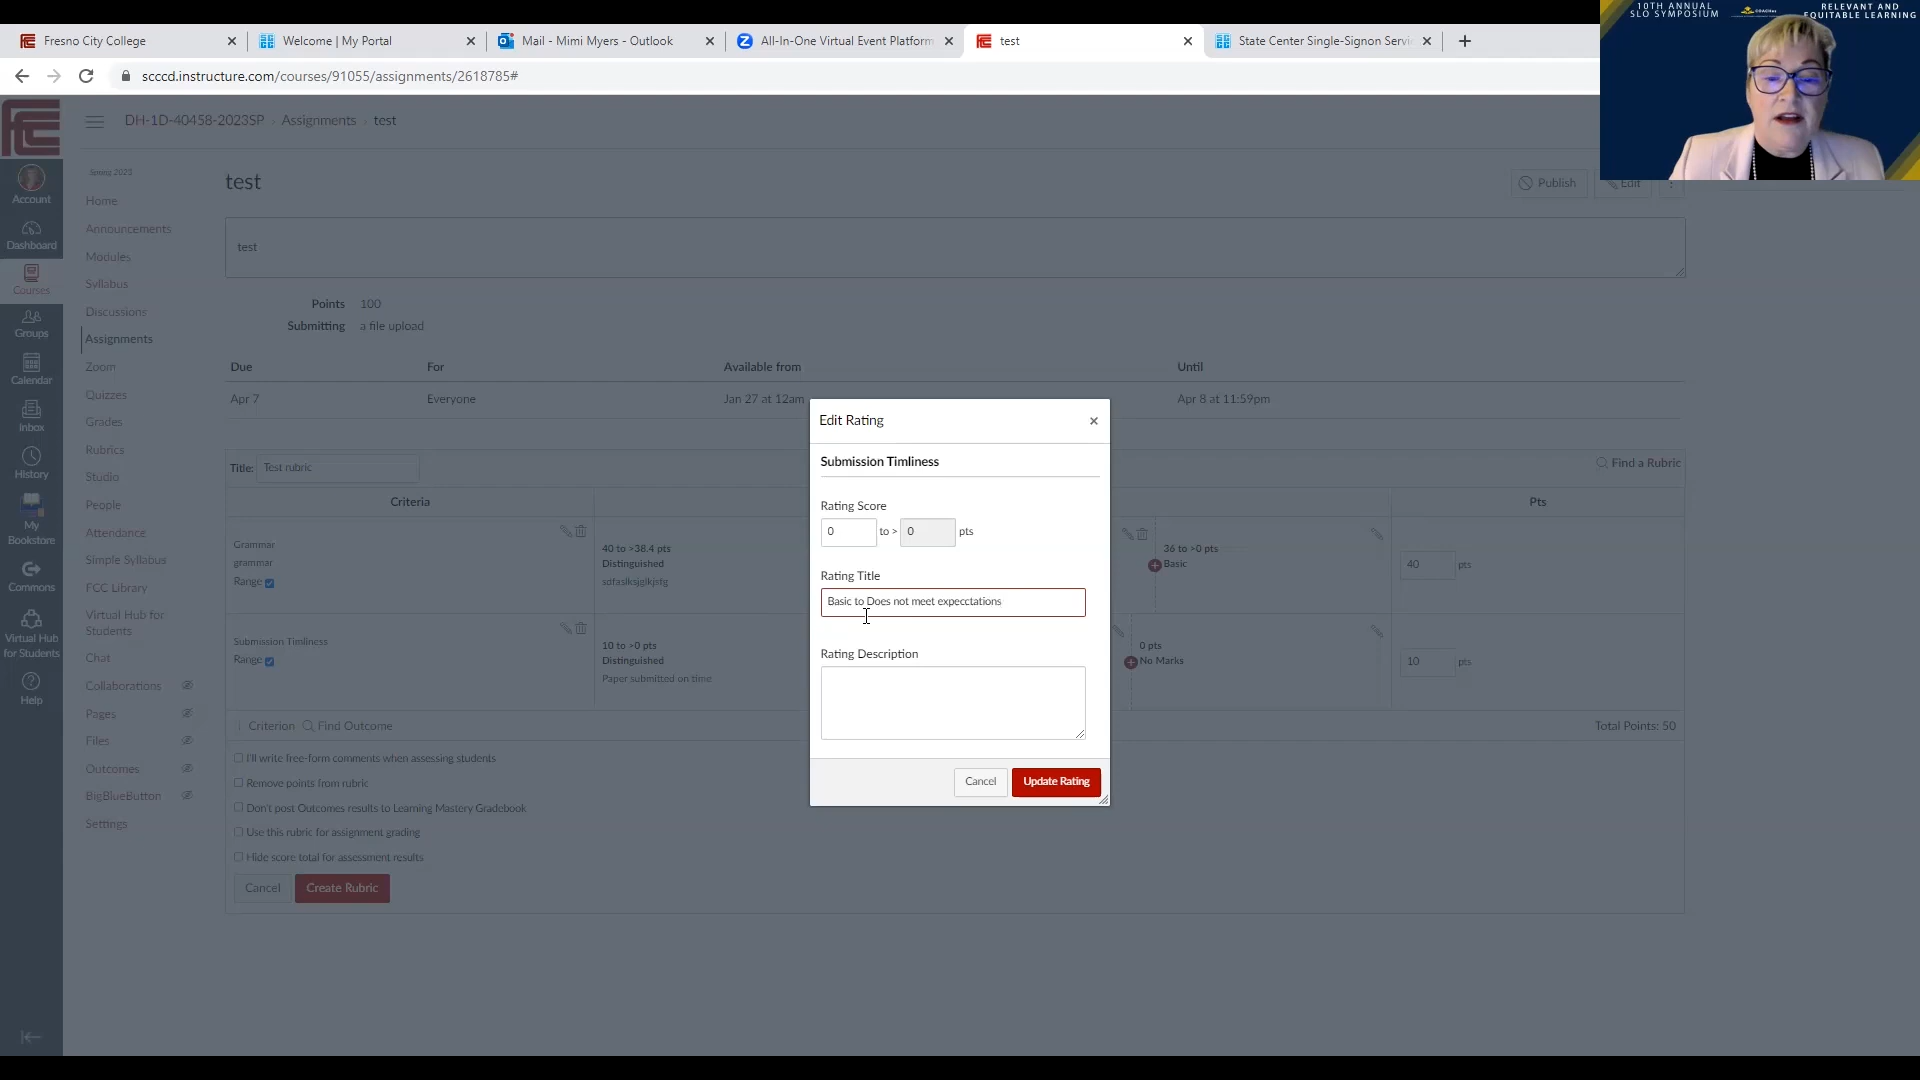 10TH ANNUAL
SLO SYMPOSIUM
COACHes
RELEVANT AND
EQUITABLE LEARNING
Fresno City College
Welcome | My Portal
Mail - Mimi Myers - Outlook
All-In-One Virtual Event Platform
test
State Center Single-Signon Servi
scccd.instructure.com/courses/91055/assignments/2618785#
DH-1D-40458-2023SP › Assignments › test
Account
Dashboard
Courses
Groups
Calendar
Inbox
History
My
Bookstore
Commons
Virtual Hub
for Students
Help
Spring 2023
Home
Announcements
Modules
Syllabus
Discussions
Assignments
Zoom
Quizzes
Grades
Rubrics
Studio
People
Attendance
Simple Syllabus
FCC Library
Virtual Hub for
Students
Chat
Collaborations
Pages
Files
Outcomes
BigBlueButton
Settings
test
Publish
Edit
test
Points 100
Submitting a file upload
Due For Available from Until
Apr 7 Everyone Jan 27 at 12am Apr 8 at 11:59pm
Title: Test rubric
Find a Rubric
Criteria
Pts
Grammar
grammar
Range
40 to >38.4 pts
Distinguished
sdfaslksjglkjsfg
36 to >0 pts
Basic
40 pts
Submission Timliness
Range
10 to >0 pts
Distinguished
Paper submitted on time
0 pts
No Marks
10 pts
Criterion Find Outcome
Total Points: 50
I'll write free-form comments when assessing students
Remove points from rubric
Don't post Outcomes results to Learning Mastery Gradebook
Use this rubric for assignment grading
Hide score total for assessment results
Cancel Create Rubric
Edit Rating
Submission Timliness
Rating Score
0 to > 0 pts
Rating Title
Basic to Does not meet expecctations
Rating Description
Cancel Update Rating